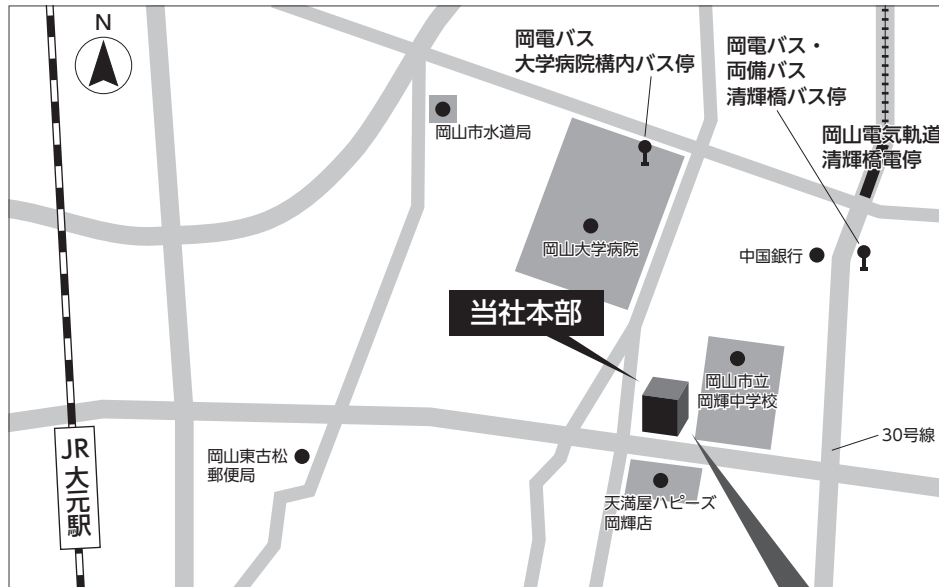 N
岡電バス
大学病院構内バス停
岡電バス・
両備バス
清輝橋バス停
岡山電気軌道
清輝橋電停
岡山市水道局
岡山大学病院
中国銀行
当社本部
岡山市立
岡輝中学校
30号線
JR大元駅
岡山東古松
郵便局
天満屋ハピーズ
岡輝店